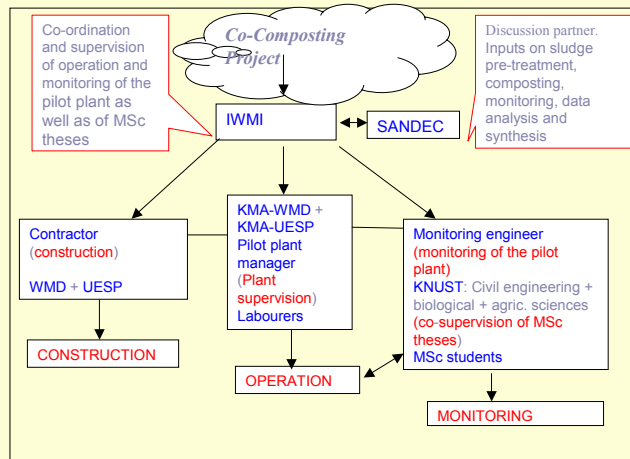 Co-ordination
and supervision
of operation and
monitoring of the
pilot plant as
well as of MSc
theses
Co-Composting
Project
Discussion partner.
Inputs on sludge
pre-treatment,
composting,
monitoring, data
analysis and
synthesis
IWMI
SANDEC
Contractor
(construction)
WMD + UESP
KMA-WMD +
KMA-UESP
Pilot plant
manager
(Plant
supervision)
Labourers
Monitoring engineer
(monitoring of the pilot
plant)
KNUST: Civil engineering +
biological + agric. sciences
(co-supervision of MSc
theses)
MSc students
CONSTRUCTION
OPERATION
MONITORING